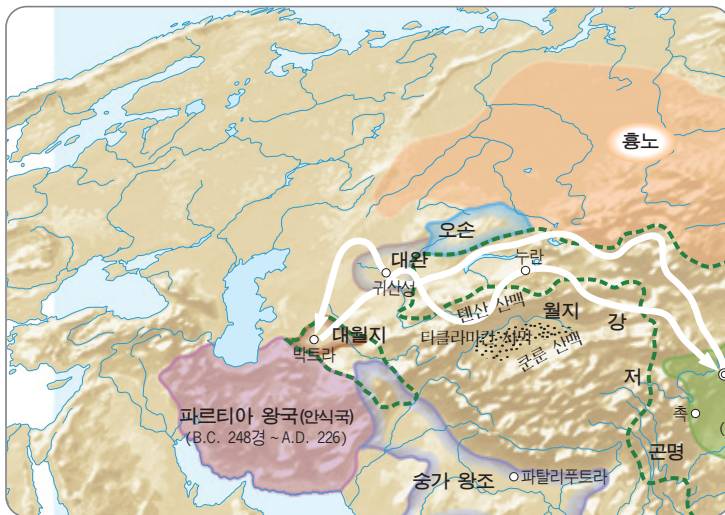 흉노
오손
대완
누란
귀산성
톈산 산맥
월지
강
대월지
타클라마칸 사막
박트라
쿤룬 산맥
저
파르티아 왕국(안식국)
(B.C. 248경 ~ A.D. 226)
촉
(
곤명
숭가 왕조
파탈리푸트라